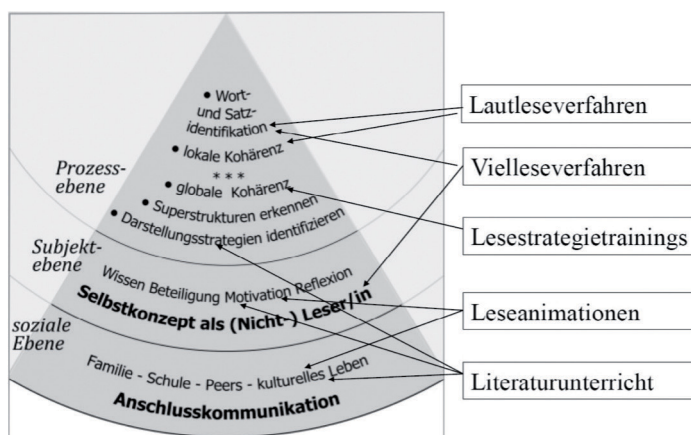 • Wort-
und Satz-
identifikation
• lokale Kohärenz
* * *
• globale Kohärenz
• Superstrukturen erkennen
• Darstellungsstrategien identifizieren
Prozess-
ebene
Wissen Beteiligung Motivation Reflexion
Selbstkonzept als (Nicht-) Leser/in
Subjekt-
ebene
Familie - Schule - Peers - kulturelles Leben
Anschlusskommunikation
soziale
Ebene
Lautleseverfahren
Vielleseverfahren
Lesestrategietrainings
Leseanimationen
Literaturunterricht